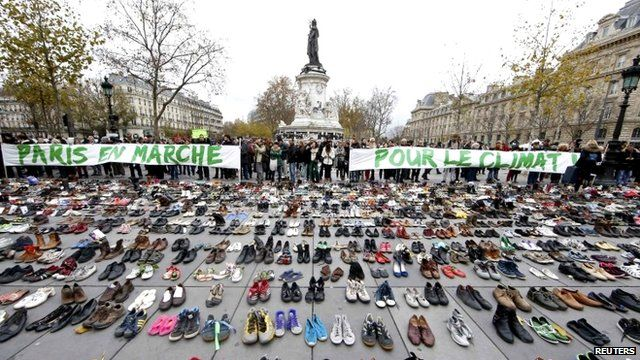 PARIS EN MARCHE
POUR LE CLIMAT
REUTERS